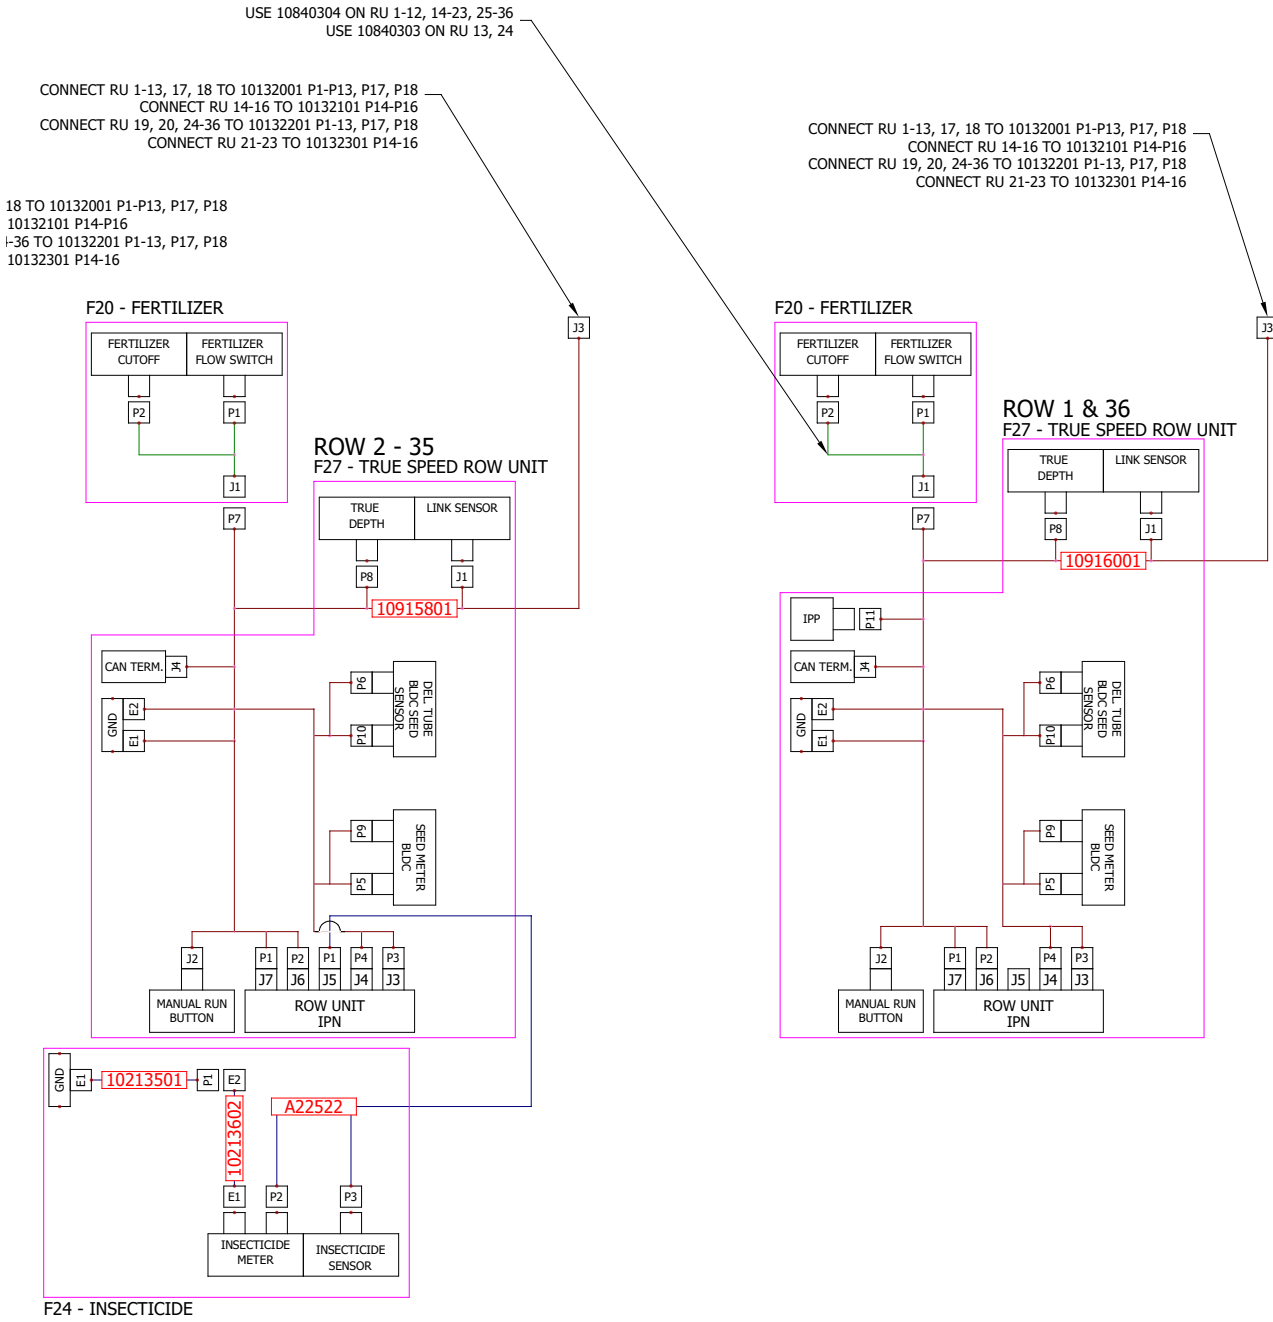 USE 10840304 ON RU 1-12, 14-23, 25-36
USE 10840303 ON RU 13, 24
CONNECT RU 1-13, 17, 18 TO 10132001 P1-P13, P17, P18
CONNECT RU 14-16 TO 10132101 P14-P16
CONNECT RU 19, 20, 24-36 TO 10132201 P1-13, P17, P18
CONNECT RU 21-23 TO 10132301 P14-16
CONNECT RU 1-13, 17, 18 TO 10132001 P1-P13, P17, P18
CONNECT RU 14-16 TO 10132101 P14-P16
CONNECT RU 19, 20, 24-36 TO 10132201 P1-13, P17, P18
CONNECT RU 21-23 TO 10132301 P14-16
18 TO 10132001 P1-P13, P17, P18
10132101 P14-P16
-36 TO 10132201 P1-13, P17, P18
10132301 P14-16
F20 - FERTILIZER
J3
FERTILIZER
CUTOFF
FERTILIZER
FLOW SWITCH
P2
P1
J1
P7
ROW 2 - 35
F27 - TRUE SPEED ROW UNIT
TRUE
DEPTH
LINK SENSOR
P8
J1
10915801
CAN TERM.
J4
GND
E2
E1
P6
P10
DEL TUBE
BLDC SEED
SENSOR
P9
P5
SEED METER
BLDC
J2
P1
P2
P1
P4
P3
J7
J6
J5
J4
J3
MANUAL RUN
BUTTON
ROW UNIT
IPN
GND
E1
10213501
P1
E2
10213602
A22522
E1
P2
P3
INSECTICIDE
METER
INSECTICIDE
SENSOR
F24 - INSECTICIDE
F20 - FERTILIZER
J3
FERTILIZER
CUTOFF
FERTILIZER
FLOW SWITCH
P2
P1
J1
P7
ROW 1 & 36
F27 - TRUE SPEED ROW UNIT
TRUE
DEPTH
LINK SENSOR
P8
J1
10916001
IPP
P11
CAN TERM.
J4
GND
E2
E1
P6
P10
DEL TUBE
BLDC SEED
SENSOR
P9
P5
SEED METER
BLDC
J2
P1
P2
P4
P3
J7
J6
J5
J4
J3
MANUAL RUN
BUTTON
ROW UNIT
IPN